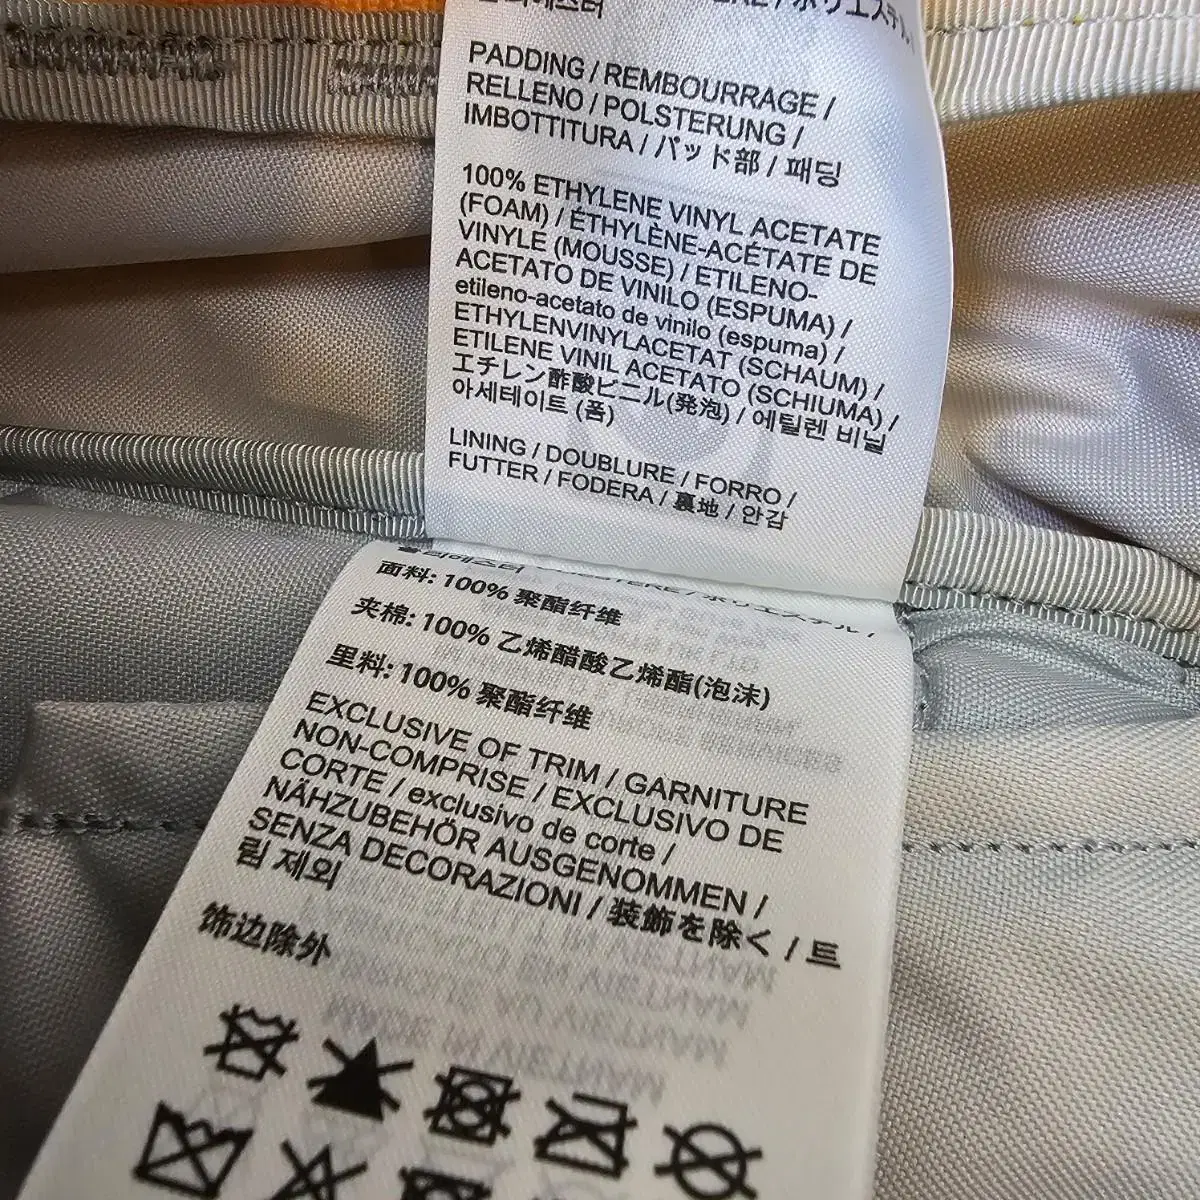 PADDING / REMBOURRAGE /
RELLENO / POLSTERUNG /
IMBOTTITURA / パッド部 / 패딩
100% ETHYLENE VINYL ACETATE
(FOAM) / ÉTHYLÈNE-ACÉTATE DE
VINYLE (MOUSSE) / ETILENO-
ACETATO DE VINILO (ESPUMA) /
etileno-acetato de vinilo (espuma) /
ETHYLENVINYLACETAT (SCHAUM) /
ETILENE VINIL ACETATO (SCHIUMA) /
エチレン酢酸ビニル(発泡) / 에틸렌 비닐
아세테이트 (폼)
LINING / DOUBLURE / FORRO /
FUTTER / FODERA / 裏地 / 안감
面料: 100% 聚酯纤维
夹棉: 100% 乙烯醋酸乙烯酯(泡沫)
里料: 100% 聚酯纤维
EXCLUSIVE OF TRIM / GARNITURE
NON-COMPRISE / EXCLUSIVO DE
CORTE / exclusivo de corte /
NÄHZUBEHÖR AUSGENOMMEN /
SENZA DECORAZIONI / 装飾を除く / 트
림 제외
饰边除外